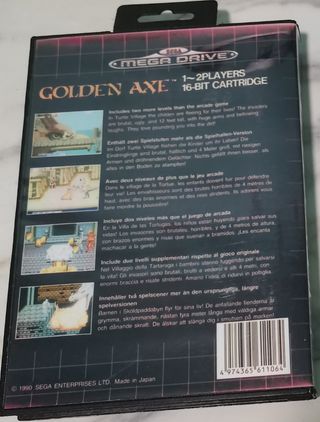 SEGA
MEGA DRIVE
GOLDEN AXE™
1~2PLAYERS
16-BIT CARTRIDGE
Includes two more levels than the arcade game
In Turtle Village the children are fleeing for their lives! The invaders
are brutal, ugly, and 12 feet tall, with huge arms and bellowing
laughs. They love pounding you into the dirt!
Enthält zwei Spielstufen mehr als die Spielhallen-Version
Im Dorf Turtle Village fliehen die Kinder um ihr Leben! Die
Eindringlinge sind brutal, häßlich und 4 Meter groß, mit riesigen
Armen und dröhnendem Gelächter. Nichts gefällt ihnen besser, als
alles in den Boden zu stampfen!
Avec deux niveaux de plus que le jeu arcade
Dans le village de la Tortue, les enfants doivent fuir pour défendre
leur vie! Les envahisseurs sont des brutes horribles de 4 mètres de
haut, avec des bras énormes et des rires stridents. Ils adorent vous
faire mordre la poussière!
Incluye dos niveles más que el juego de arcada
En la Villa de las Tortugas, los niños están huyendo para salvar sus
vidas! Los invasores son brutales, horribles, y de 4 metros de altura,
con brazos enormes y risas que suenan a bramidos. ¡Les encanta
machacarte a la gente!
Include due livelli supplementari rispetto al gioco originale
Nel Villaggio della Tartaruga i bambini stanno fuggendo per salvarsi
la vita! Gli invasori sono brutali, brutti a vedersi e alti 4 metri, con
enormi braccia e risate stridenti. Amano ridurti in poltiglia.
Innehåller två spelscener mer än den ursprungliga, längre
spelversionen
Barnen i Sköldpaddsbyn flyr för sina liv! De anfallande fienderna är
grymma, skrämmande, nästan fyra meter långa med väldiga armar
och dånande skratt. De älskar att slänga dig i smutsen på marken!
4 974365 611064
© 1990 SEGA ENTERPRISES LTD. Made in Japan